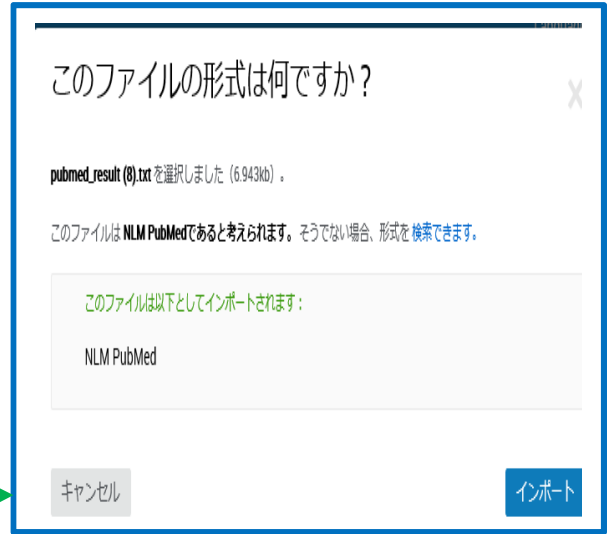 このファイルの形式は何ですか？
pubmed_result (8).txt を選択しました（6.943kb）。
このファイルは NLM PubMedであると考えられます。そうでない場合、形式を 検索できます。
このファイルは以下としてインポートされます：
NLM PubMed
キャンセル
インポート